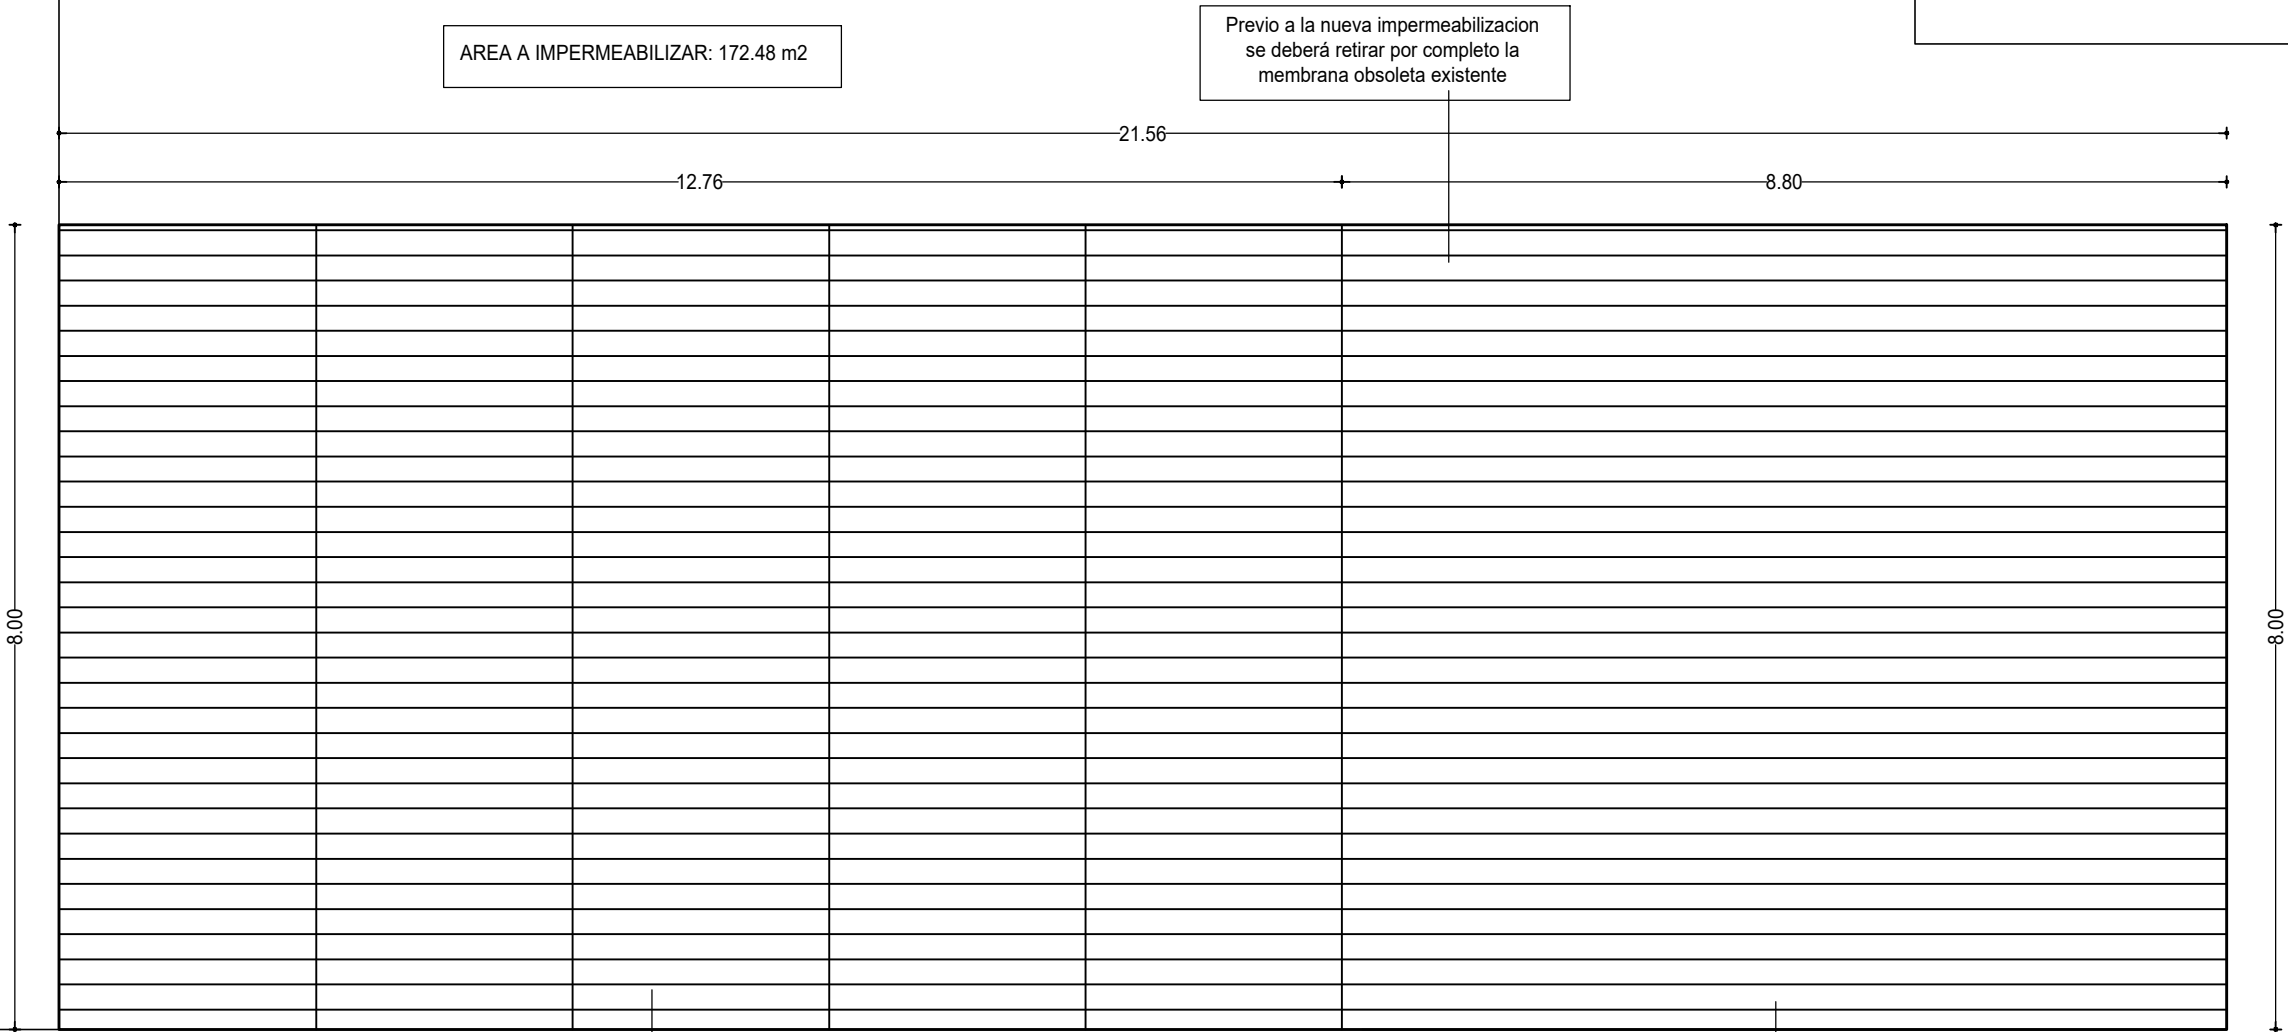 AREA A IMPERMEABILIZAR: 172.48 m2
Previo a la nueva impermeabilizacion
se deberá retirar por completo la
membrana obsoleta existente
21.56
12.76
8.80
8.00
8.00